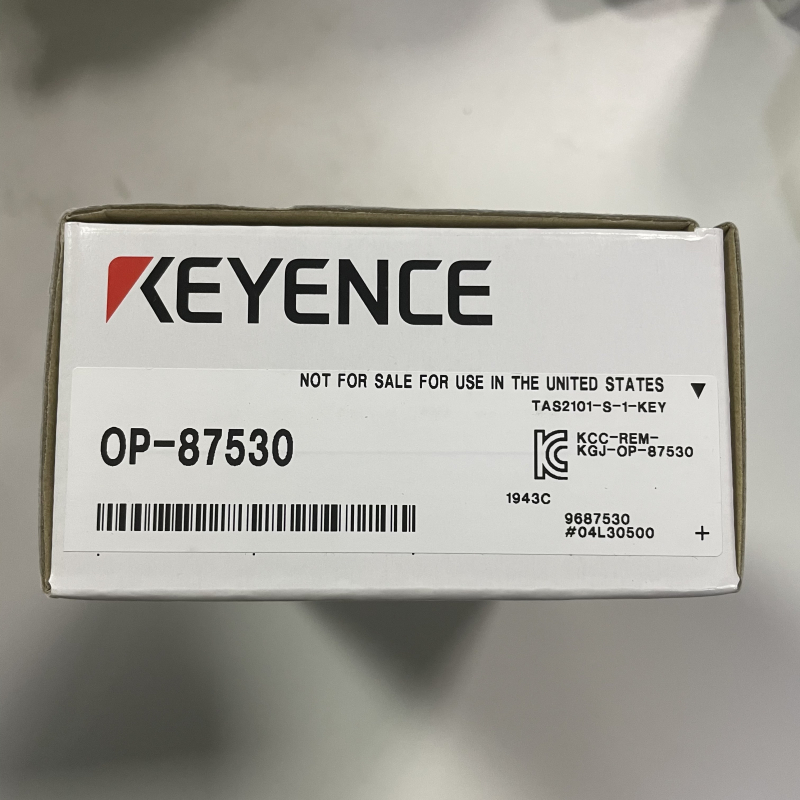 KEYENCE
NOT FOR SALE FOR USE IN THE UNITED STATES
TAS2101-S-1-KEY
OP-87530
KCC-REM-
KGJ-OP-87530
1943C
9687530
#04L30500